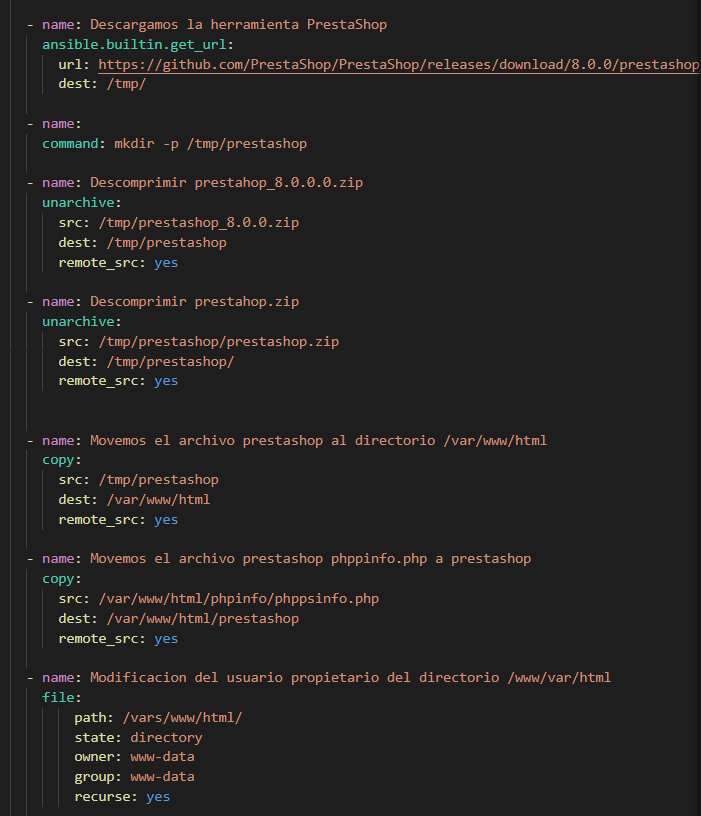 - name: Descargamos la herramienta PrestaShop
  ansible.builtin.get_url:
    url: https://github.com/PrestaShop/PrestaShop/releases/download/8.0.0/prestashop
    dest: /tmp/
- name:
  command: mkdir -p /tmp/prestashop
- name: Descomprimir prestahop_8.0.0.0.zip
  unarchive:
    src: /tmp/prestashop_8.0.0.zip
    dest: /tmp/prestashop
    remote_src: yes
- name: Descomprimir prestahop.zip
  unarchive:
    src: /tmp/prestashop/prestashop.zip
    dest: /tmp/prestashop/
    remote_src: yes
- name: Movemos el archivo prestashop al directorio /var/www/html
  copy:
    src: /tmp/prestashop
    dest: /var/www/html
    remote_src: yes
- name: Movemos el archivo prestashop phppinfo.php a prestashop
  copy:
    src: /var/www/html/phpinfo/phppsinfo.php
    dest: /var/www/html/prestashop
    remote_src: yes
- name: Modificacion del usuario propietario del directorio /www/var/html
  file:
      path: /vars/www/html/
      state: directory
      owner: www-data
      group: www-data
      recurse: yes